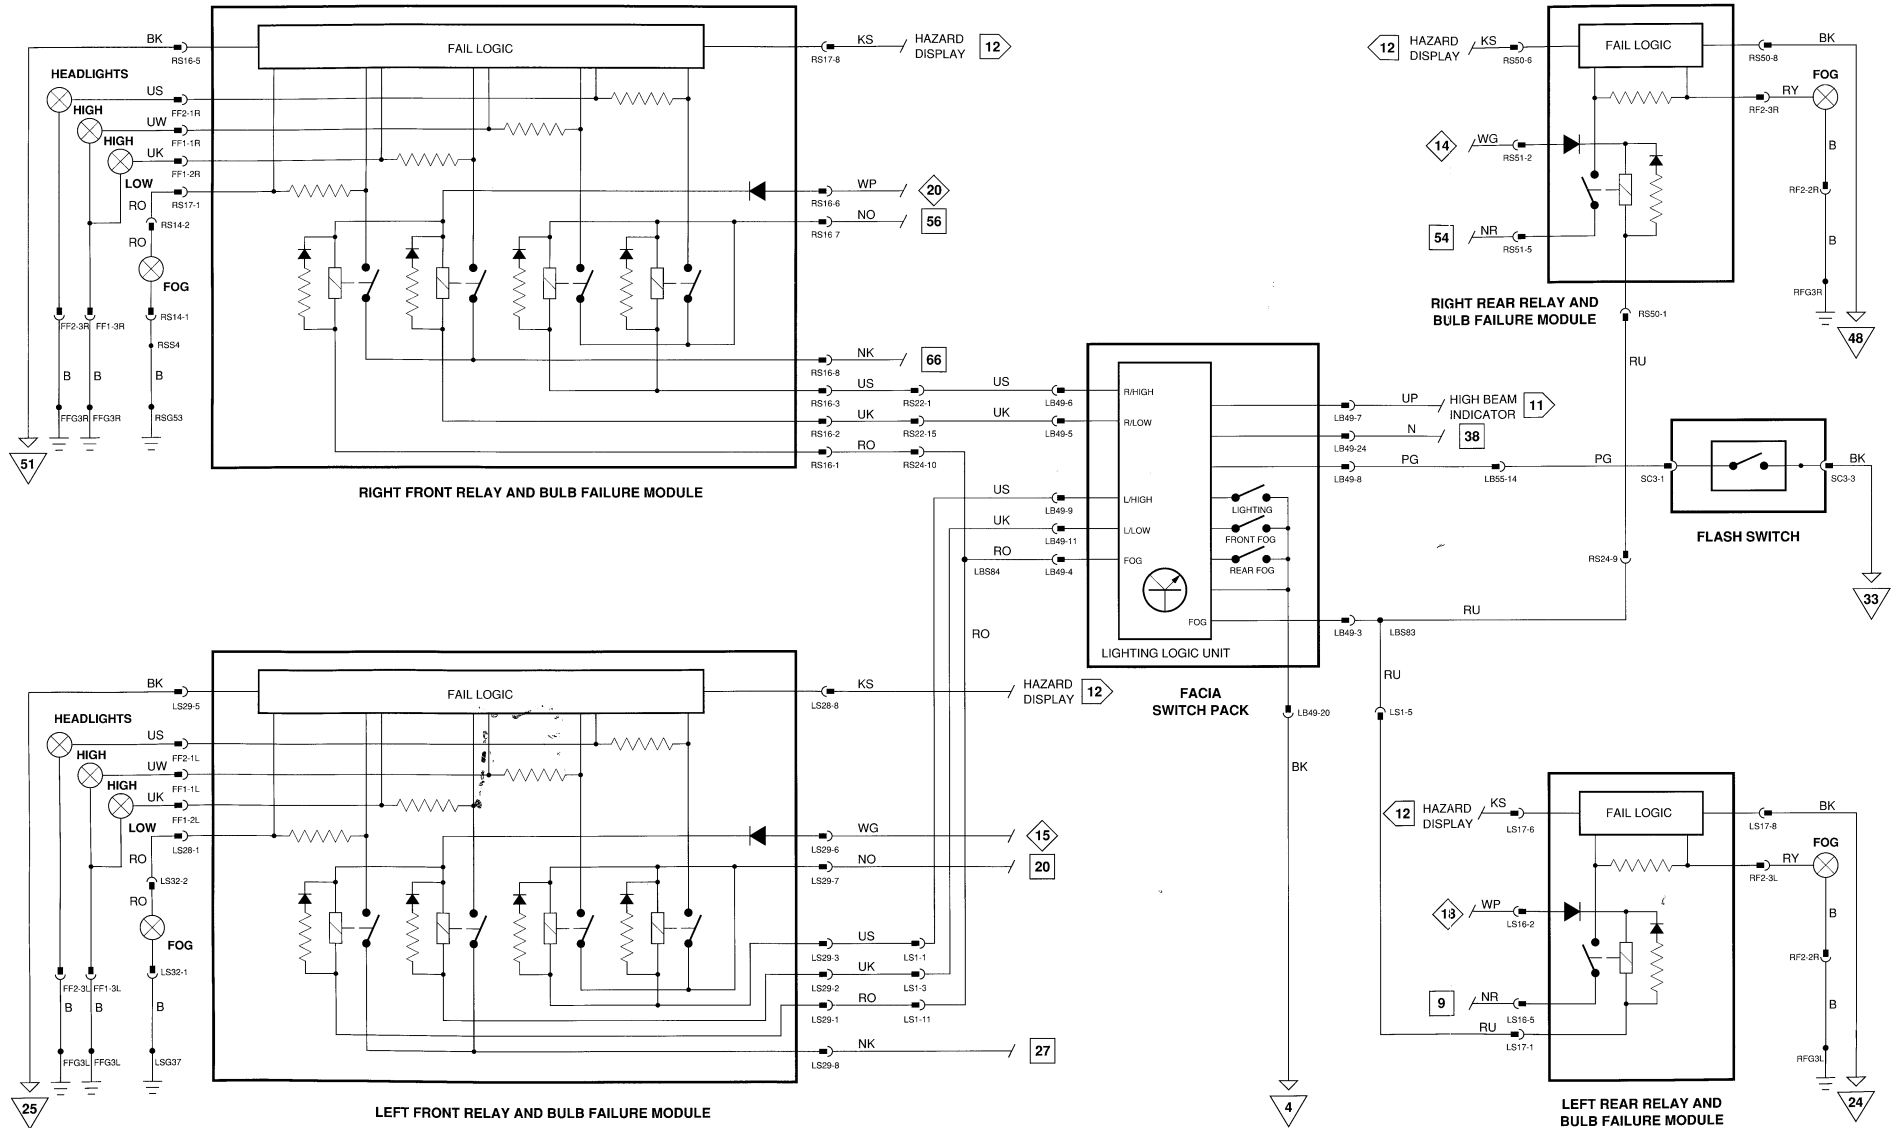 BK
RS16-5
FAIL LOGIC
RS17-8
KS
HAZARD
DISPLAY
12
HEADLIGHTS
US
FF2-1R
HIGH
UW
FF1-1R
HIGH
UK
FF1-2R
LOW
RO
RS17-1
RS14-2
RO
FOG
RS14-1
FF2-3R
FF1-3R
RSS4
B
B
B
FFG3R
FFG3R
RSG53
51
WP
RS16-6
20
NO
RS16 7
56
NK
RS16-8
66
US
RS16-3
RS22-1
US
LB49-6
UK
RS16-2
RS22-15
UK
LB49-5
RO
RS16-1
RS24-10
RIGHT FRONT RELAY AND BULB FAILURE MODULE
US
LB49-9
UK
LB49-11
RO
LBS84
LB49-4
RO
R/HIGH
R/LOW
L/HIGH
L/LOW
FOG
FOG
LIGHTING
FRONT FOG
REAR FOG
LIGHTING LOGIC UNIT
FACIA
SWITCH PACK
LB49-20
BK
4
UP
LB49-7
HIGH BEAM
INDICATOR
11
N
LB49-24
38
PG
LB49-8
LB55-14
PG
SC3-1
SC3-3
BK
FLASH SWITCH
33
RU
LB49-3
LBS83
RU
LS1-5
12
HAZARD
DISPLAY
KS
RS50-6
FAIL LOGIC
RS50-8
BK
FOG
RY
RF2-3R
14
WG
RS51-2
B
RF2-2R
54
NR
RS51-5
B
RFG3R
48
RIGHT REAR RELAY AND
BULB FAILURE MODULE
RS50-1
RU
RS24-9
BK
LS29-5
FAIL LOGIC
LS28-8
KS
HAZARD
DISPLAY
12
HEADLIGHTS
US
FF2-1L
HIGH
UW
FF1-1L
HIGH
UK
FF1-2L
LOW
RO
LS28-1
LS32-2
RO
FOG
LS32-1
FF2-3L
FF1-3L
B
B
B
FFG3L
FFG3L
LSG37
25
WG
LS29-6
15
NO
LS29-7
20
US
LS29-3
LS1-1
UK
LS29-2
LS1-3
RO
LS29-1
LS1-11
NK
LS29-8
27
LEFT FRONT RELAY AND BULB FAILURE MODULE
12
HAZARD
DISPLAY
KS
LS17-6
FAIL LOGIC
LS17-8
BK
FOG
RY
RF2-3L
WP
LS16-2
B
RF2-2R
9
NR
LS16-5
B
RU
LS17-1
RFG3L
24
LEFT REAR RELAY AND
BULB FAILURE MODULE